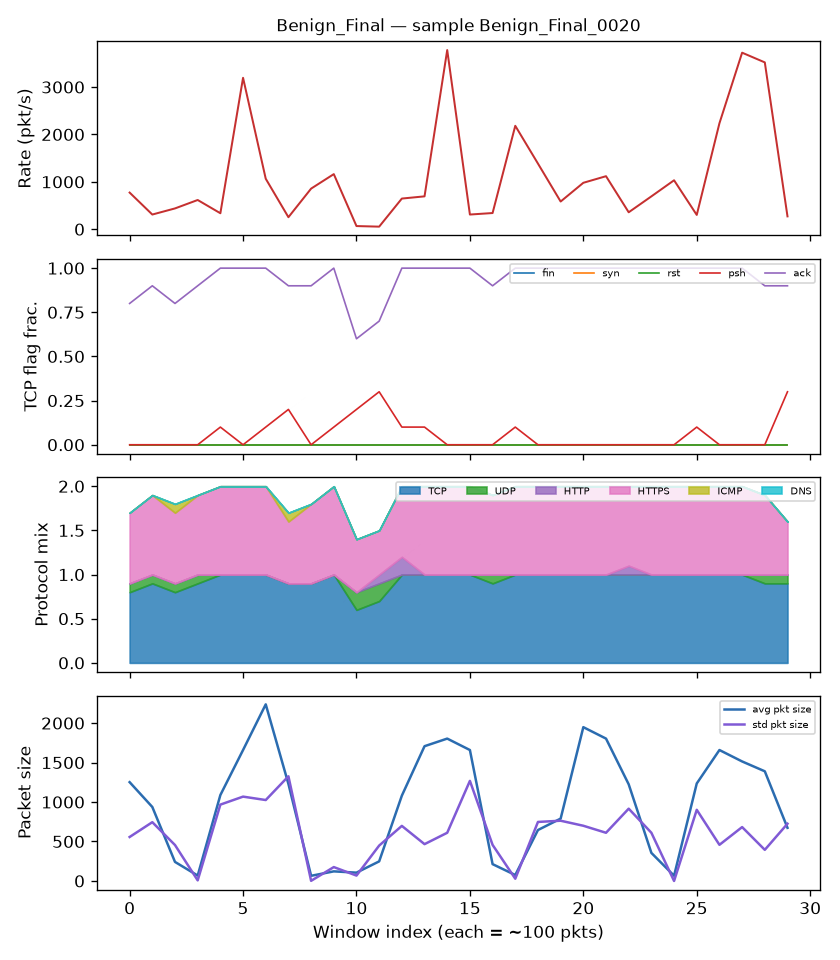 Benign_Final — sample Benign_Final_0020
Rate (pkt/s)
3000
2000
1000
0
TCP flag frac.
1.00
0.75
0.50
0.25
0.00
fin syn rst psh ack
Protocol mix
2.0
1.5
1.0
0.5
0.0
TCP UDP HTTP HTTPS ICMP DNS
Packet size
2000
1500
1000
500
0
avg pkt size
std pkt size
0 5 10 15 20 25 30
Window index (each = ~100 pkts)